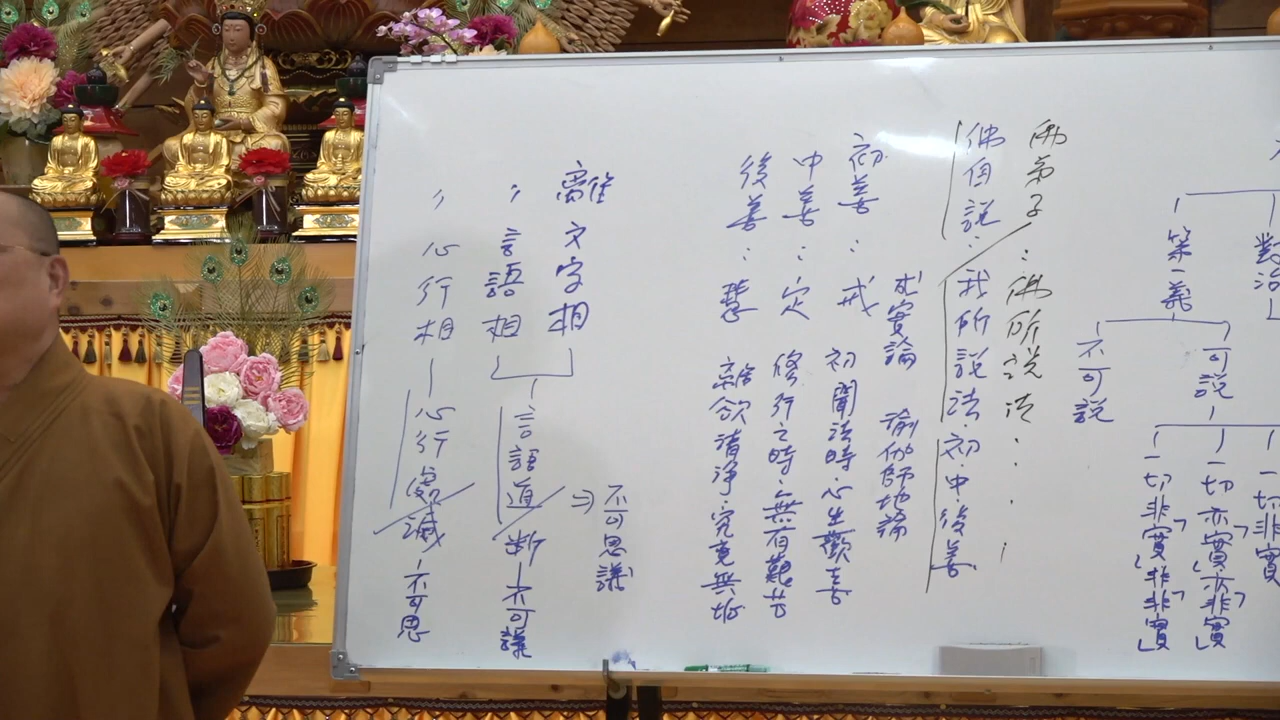 對治
第一義
可說
不可說
一切非實
一切亦「實」亦非「實」
一切非「實」非非「實」
佛弟子：佛所說法：．．
佛自說：我所說法，初、中、後善
成實論 瑜伽師地論
初善：戒 初聞法時，心生歡喜
中善：定 修行之時，無有艱苦
後善：慧 離欲清淨，究竟無垢
離文字相
〃言語相
〃心行相－心行處滅－不可思
言語道斷－不可議
⇒不可思議